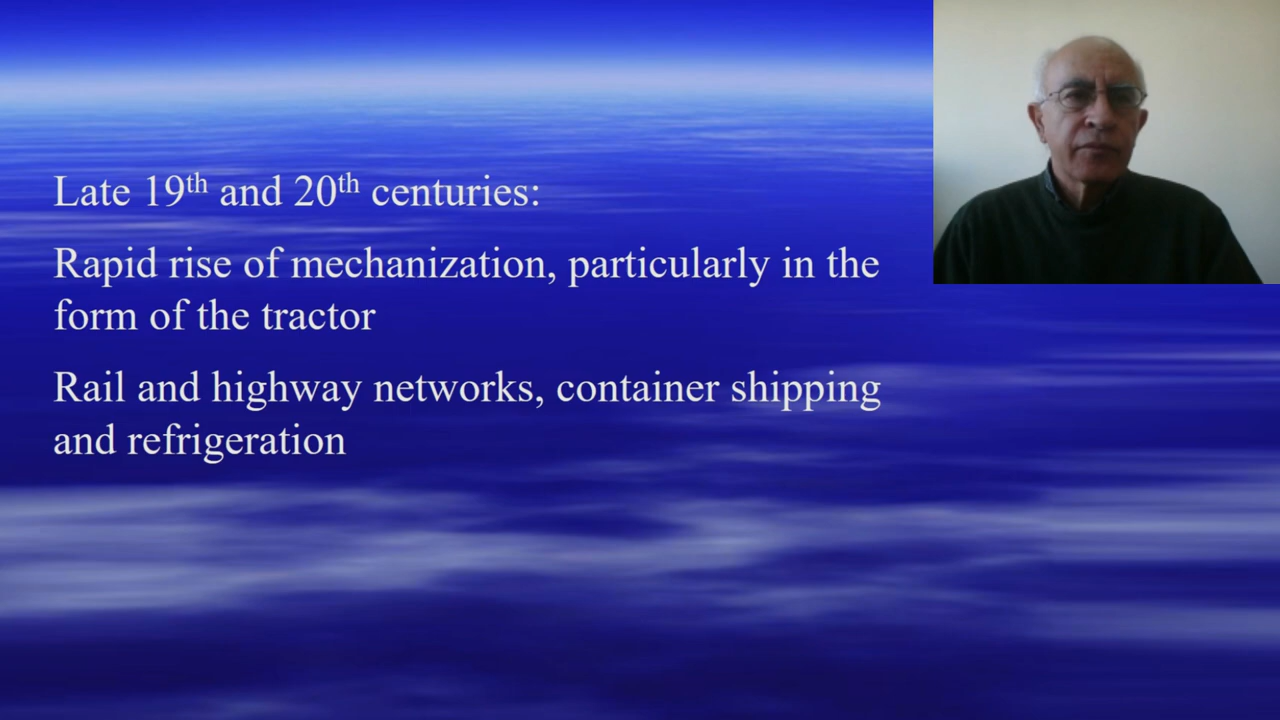 Late 19th and 20th centuries:
Rapid rise of mechanization, particularly in the
form of the tractor
Rail and highway networks, container shipping
and refrigeration